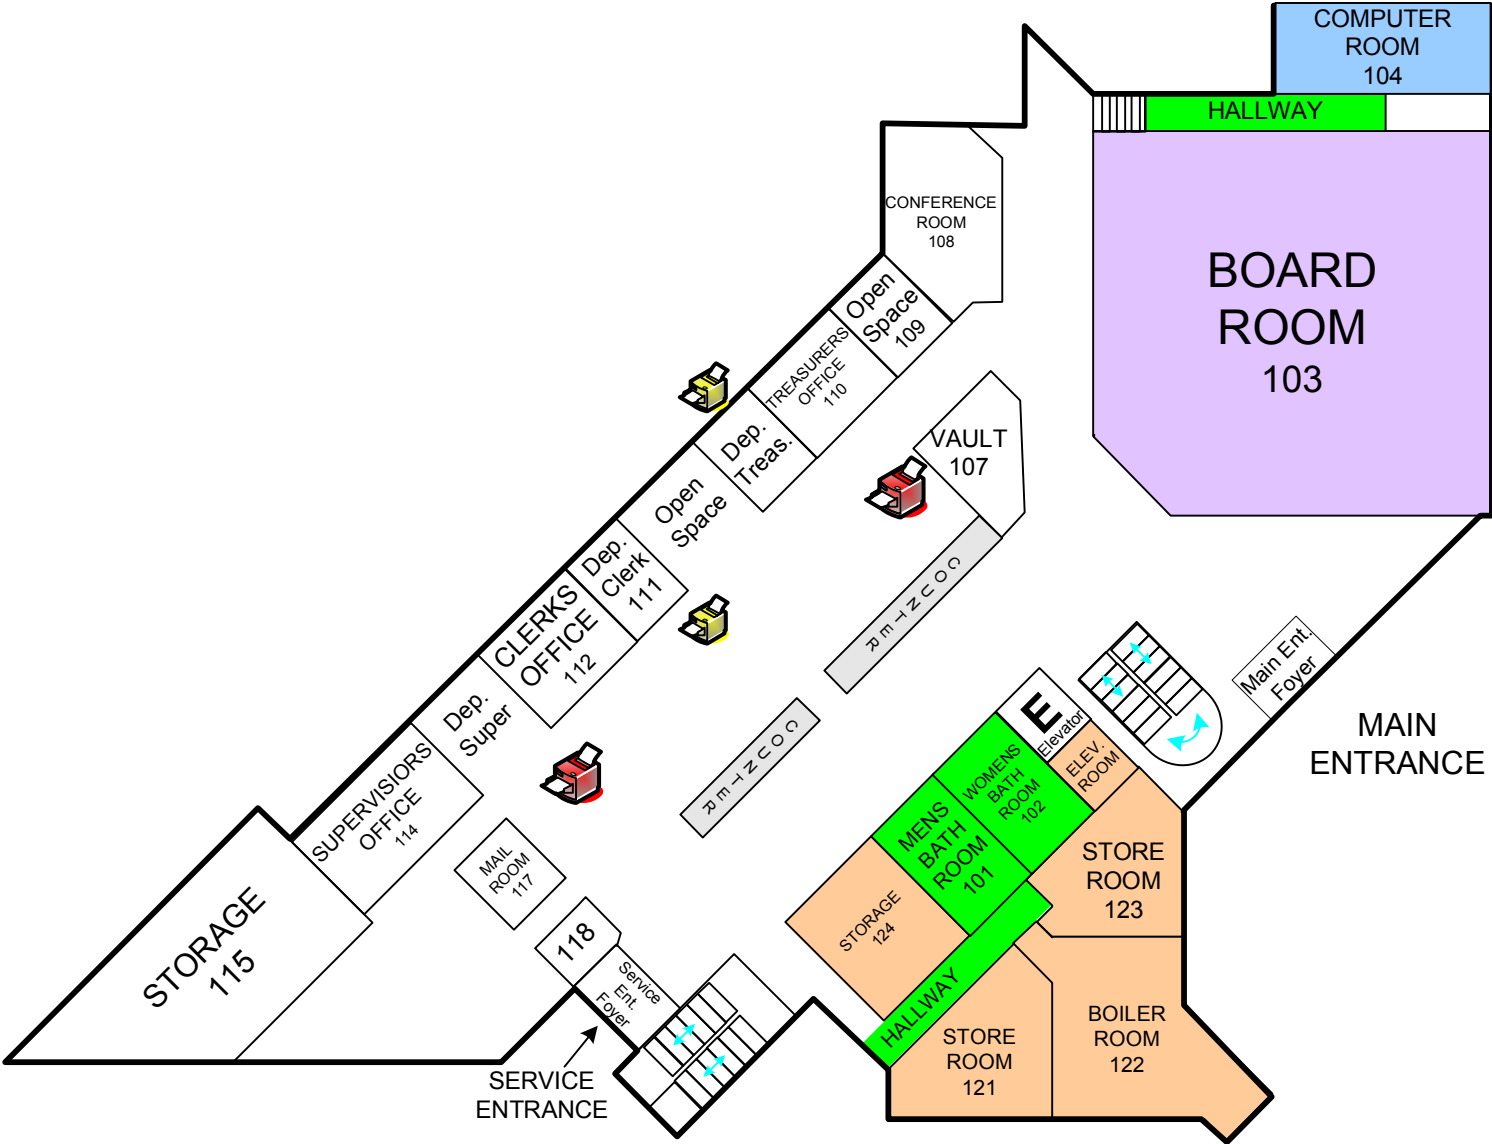 COMPUTER
ROOM
104
HALLWAY
BOARD
ROOM
103
CONFERENCE
ROOM
108
Open
Space
109
TREASURERS
OFFICE
110
Dep.
Treas.
VAULT
107
Open
Space
Dep.
Clerk
111
CLERKS
OFFICE
112
COUNTER
Dep.
Super
COUNTER
SUPERVISIORS
OFFICE
114
MAIL
ROOM
117
STORAGE
115
118
Service
Ent.
Foyer
SERVICE
ENTRANCE
Main Ent.
Foyer
MAIN
ENTRANCE
E
Elevator
ELEV.
ROOM
WOMENS
BATH
ROOM
102
MENS
BATH
ROOM
101
STORAGE
124
STORE
ROOM
123
HALLWAY
STORE
ROOM
121
BOILER
ROOM
122